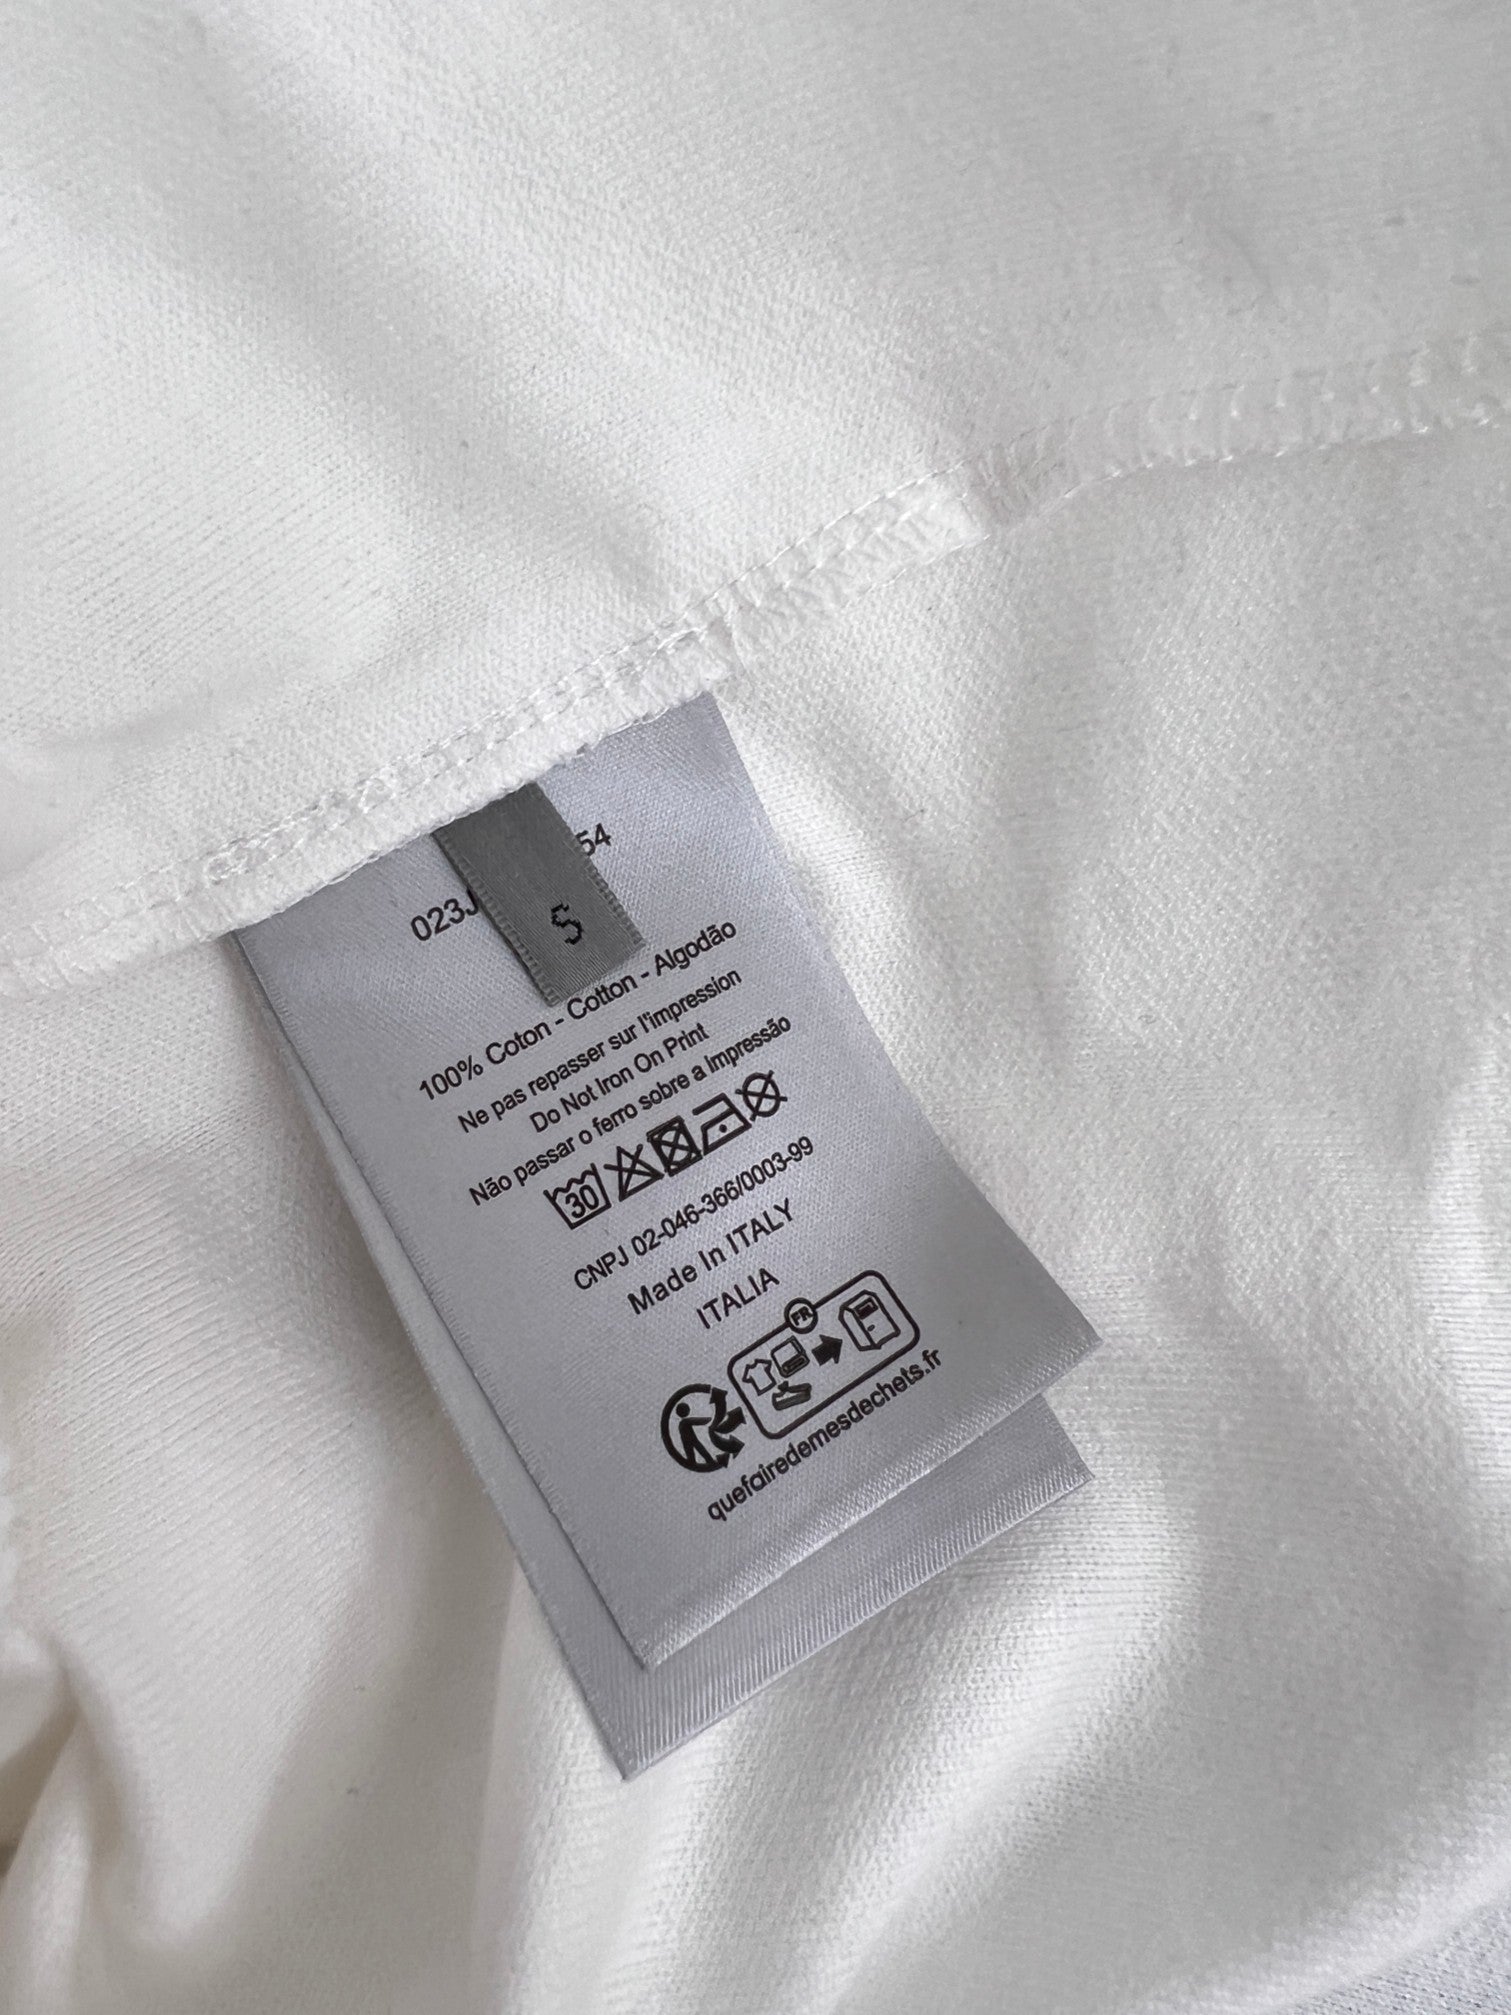 023J
54
S
100% Coton - Cotton - Algodão
Ne pas repasser sur l'impression
Do Not Iron On Print
Não passar o ferro sobre a impressão
30
CNPJ 02-046-366/0003-99
Made In ITALY
ITALIA
FR
quefairedemesdechets.fr